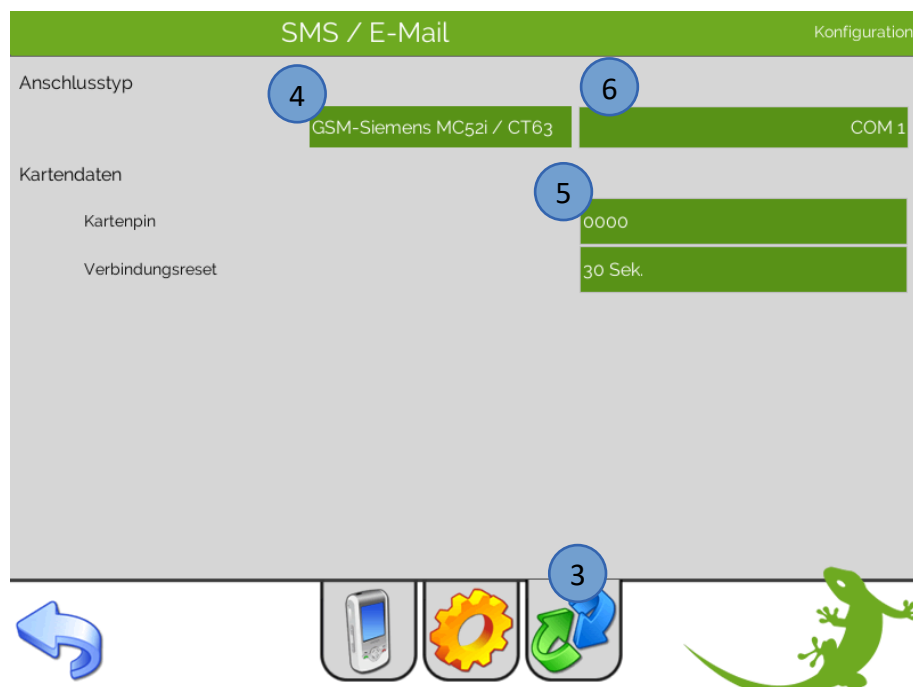 SMS / E-Mail
Konfiguration
Anschlusstyp
4
6
GSM-Siemens MC52i / CT63
COM 1
Kartendaten
5
Kartenpin
0000
Verbindungsreset
30 Sek.
3